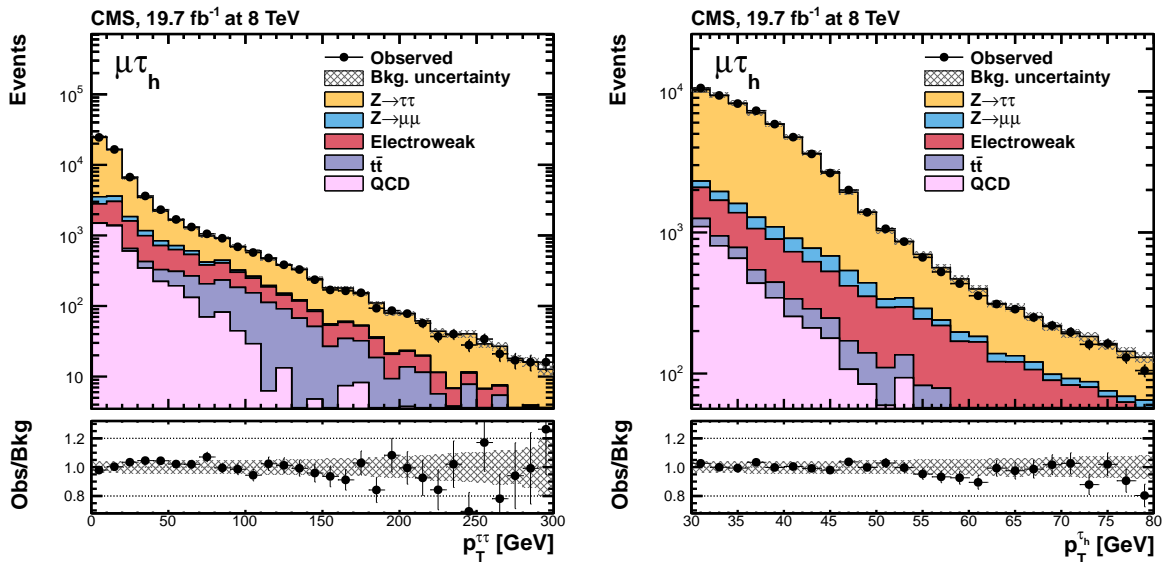 CMS, 19.7 fb⁻¹ at 8 TeV
Events
μτ_h
Observed
Bkg. uncertainty
Z→ττ
Z→μμ
Electroweak
tt̄
QCD
10⁵
10⁴
10³
10²
10
Obs/Bkg
1.2
1.0
0.8
0 50 100 150 200 250 300
p_T^ττ [GeV]
CMS, 19.7 fb⁻¹ at 8 TeV
Events
μτ_h
Observed
Bkg. uncertainty
Z→ττ
Z→μμ
Electroweak
tt̄
QCD
10⁴
10³
10²
Obs/Bkg
1.2
1.0
0.8
30 35 40 45 50 55 60 65 70 75 80
p_T^τ_h [GeV]